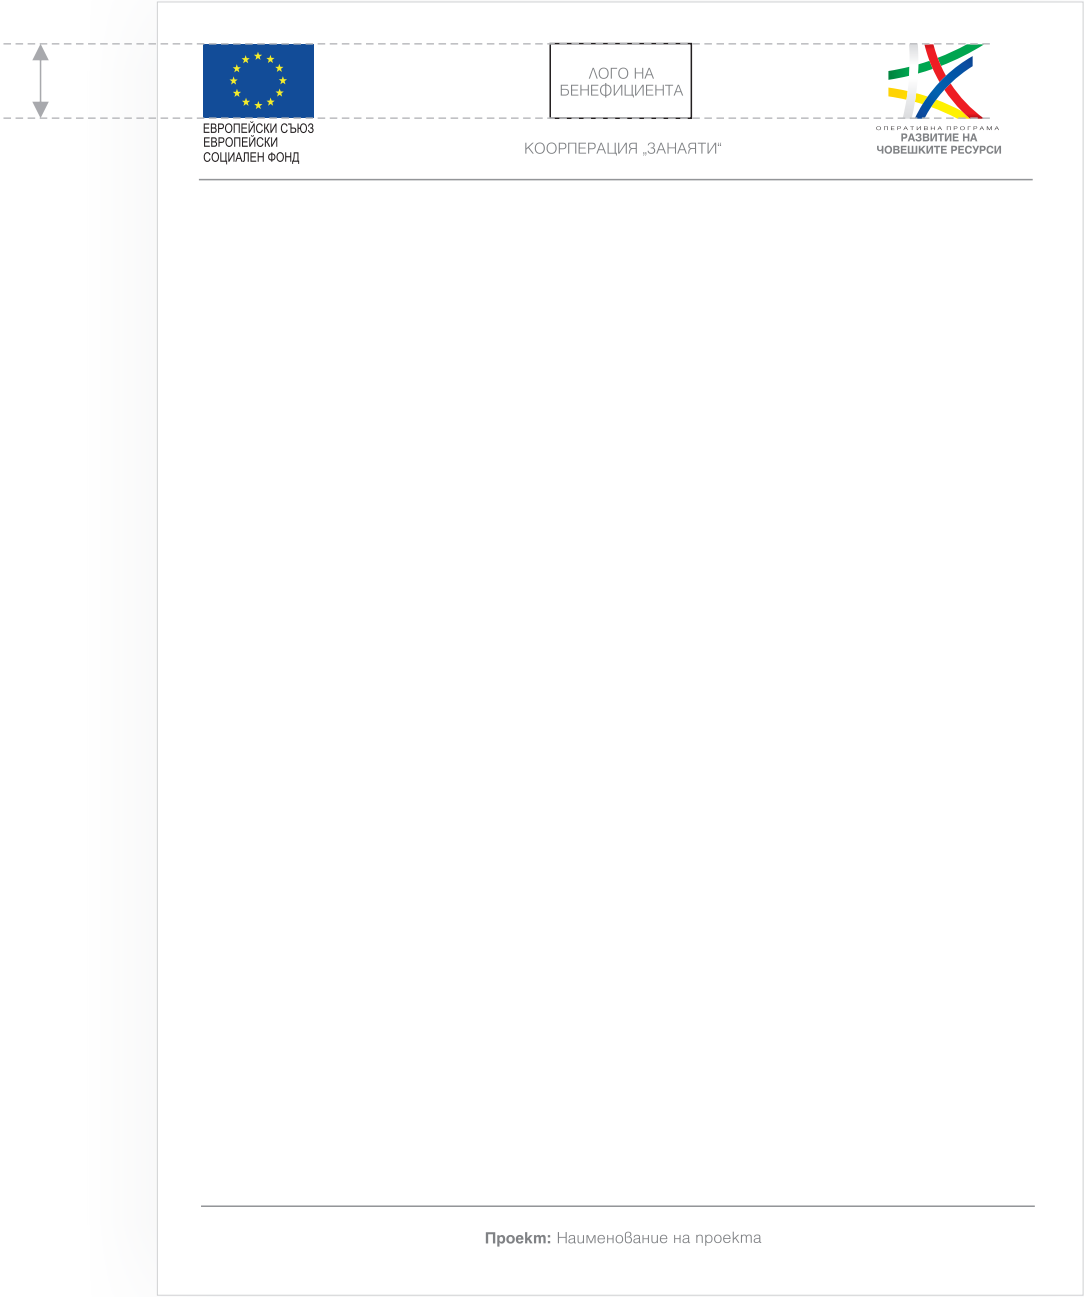 ЕВРОПЕЙСКИ СЪЮЗ
ЕВРОПЕЙСКИ
СОЦИАЛЕН ФОНД
ЛОГО НА
БЕНЕФИЦИЕНТА
КООРПЕРАЦИЯ „ЗАНАЯТИ“
ОПЕРАТИВНА ПРОГРАМА
РАЗВИТИЕ НА
ЧОВЕШКИТЕ РЕСУРСИ
Проект: Наименование на проекта